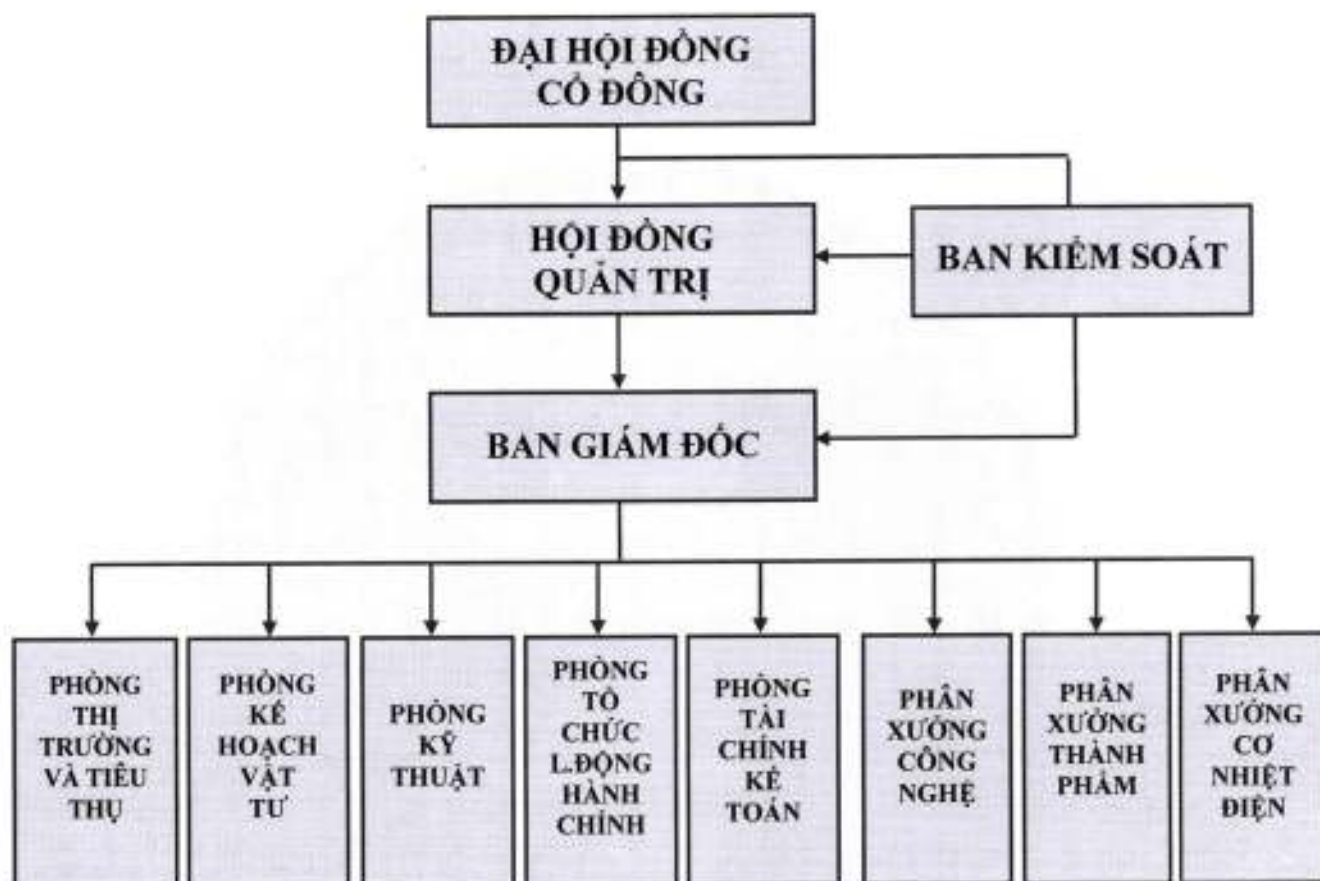 ĐẠI HỘI ĐỒNG
CỔ ĐÔNG
HỘI ĐỒNG
QUẢN TRỊ
BAN KIỂM SOÁT
BAN GIÁM ĐỐC
PHÒNG
THỊ
TRƯỜNG
VÀ TIÊU
THỤ
PHÒNG
KẾ
HOẠCH
VẬT
TƯ
PHÒNG
KỸ
THUẬT
PHÒNG
TỔ
CHỨC
L.ĐỘNG
HÀNH
CHÍNH
PHÒNG
TÀI
CHÍNH
KẾ
TOÁN
PHÂN
XƯỞNG
CÔNG
NGHỆ
PHÂN
XƯỞNG
THÀNH
PHẨM
PHÂN
XƯỞNG
CƠ
NHIỆT
ĐIỆN